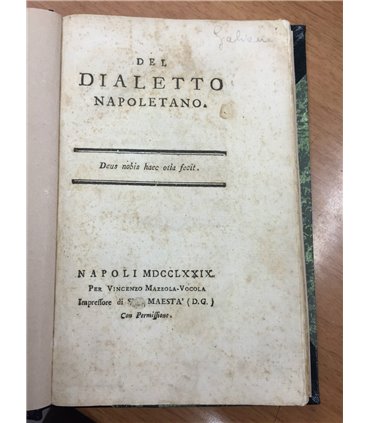 DEL
DIALETTO
NAPOLETANO.
Deus nobis haec otia fecit.
NAPOLI MDCCLXXIX.
PER VINCENZO MAZZOLA-VOCOLA
Impressore di MAESTA' (D.G.)
Con Permissione.